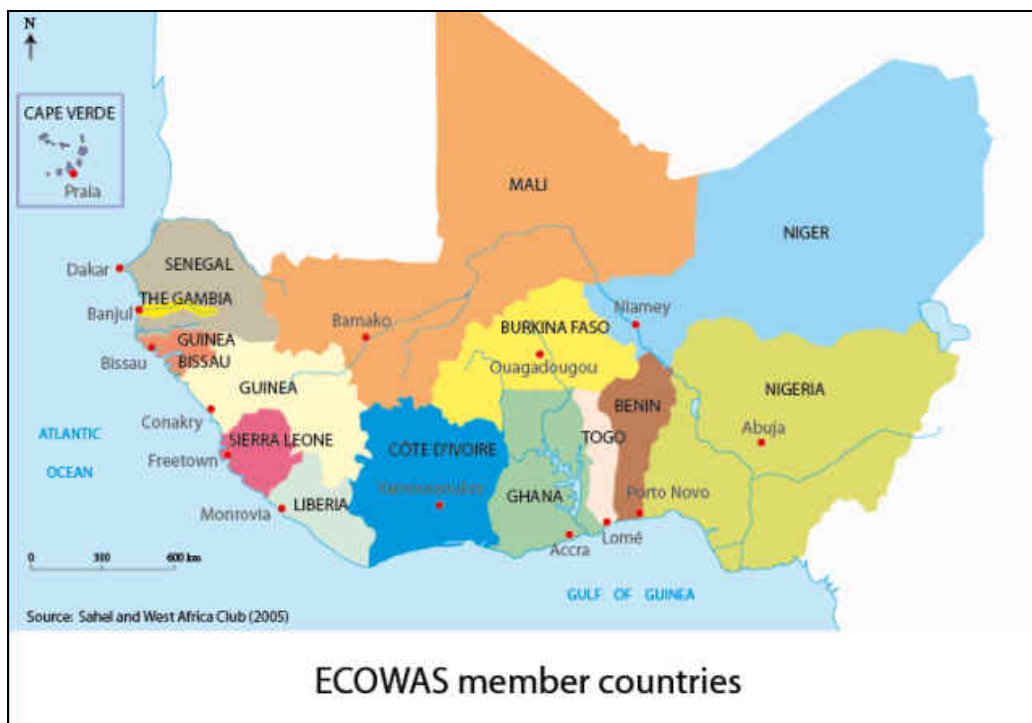 N
CAPE VERDE
Praia
MALI
NIGER
SENEGAL
Dakar
THE GAMBIA
Banjul
Niamey
Bamako
BURKINA FASO
GUINEA
BISSAU
Bissau
Ouagadougou
GUINEA
NIGERIA
BENIN
Conakry
Abuja
ATLANTIC
OCEAN
SIERRA LEONE
TOGO
CÔTE D'IVOIRE
Freetown
Yamoussoukro
GHANA
Porto Novo
LIBERIA
Monrovia
Lomé
Accra
0 300 600 km
GULF OF GUINEA
Source: Sahel and West Africa Club (2005)
ECOWAS member countries